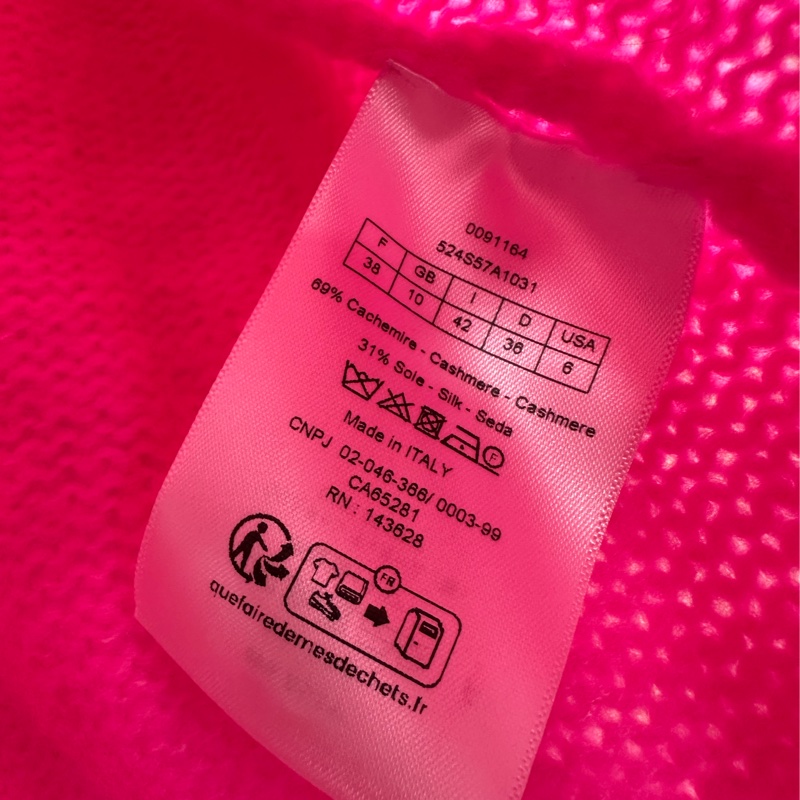 0091164
524S57A1031
F GB I D USA
38 10 42 36 6
69% Cachemire - Cashmere - Cashmere
31% Soie - Silk - Seda
F
Made in ITALY
CNPJ 02-046-366/ 0003-99
CA65281
RN : 143628
FR
quefairedemesdechets.fr